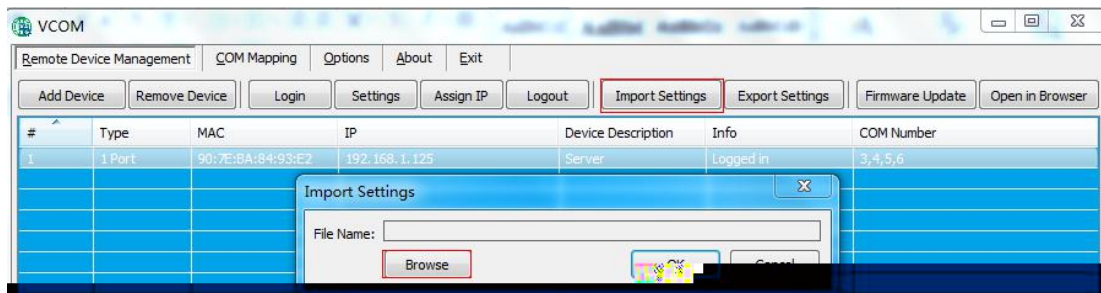 VCOM
Remote Device Management COM Mapping Options About Exit
Add Device Remove Device Login Settings Assign IP Logout Import Settings Export Settings Firmware Update Open in Browser
# Type MAC IP Device Description Info COM Number
1 1 Port 90:7E:BA:84:93:E2 192.168.1.125 Server Logged in 3,4,5,6
Import Settings
File Name:
Browse OK Cancel